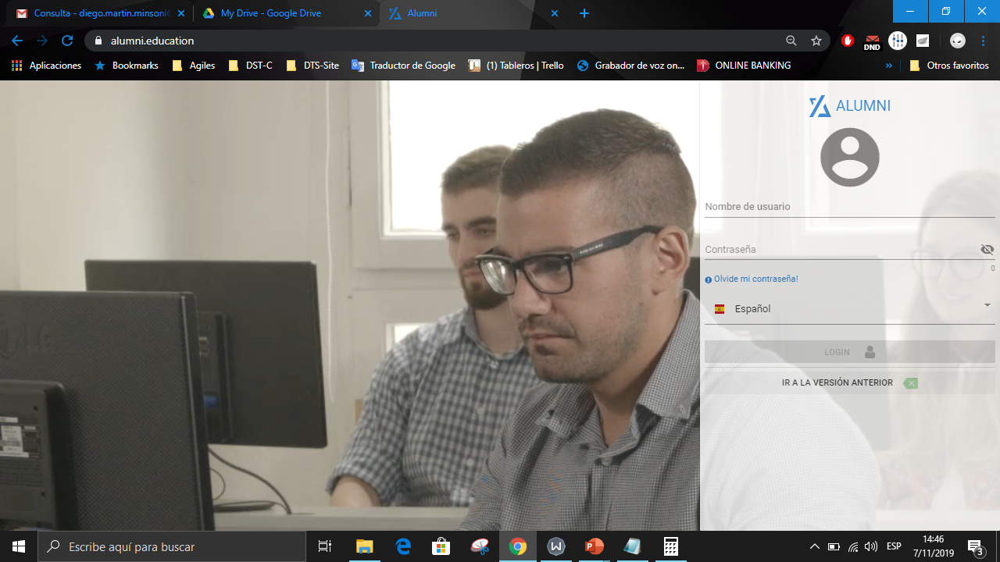 Consulta - diego.martin.minsoni
My Drive - Google Drive
Alumni
alumni.education
DND
Aplicaciones
Bookmarks
Agiles
DST-C
DTS-Site
Traductor de Google
(1) Tableros | Trello
Grabador de voz on...
ONLINE BANKING
»
Otros favoritos
ALUMNI
Nombre de usuario
Contraseña
0
Olvide mi contraseña!
Español
LOGIN
IR A LA VERSIÓN ANTERIOR
LG
Escribe aquí para buscar
ESP
14:46
7/11/2019
3